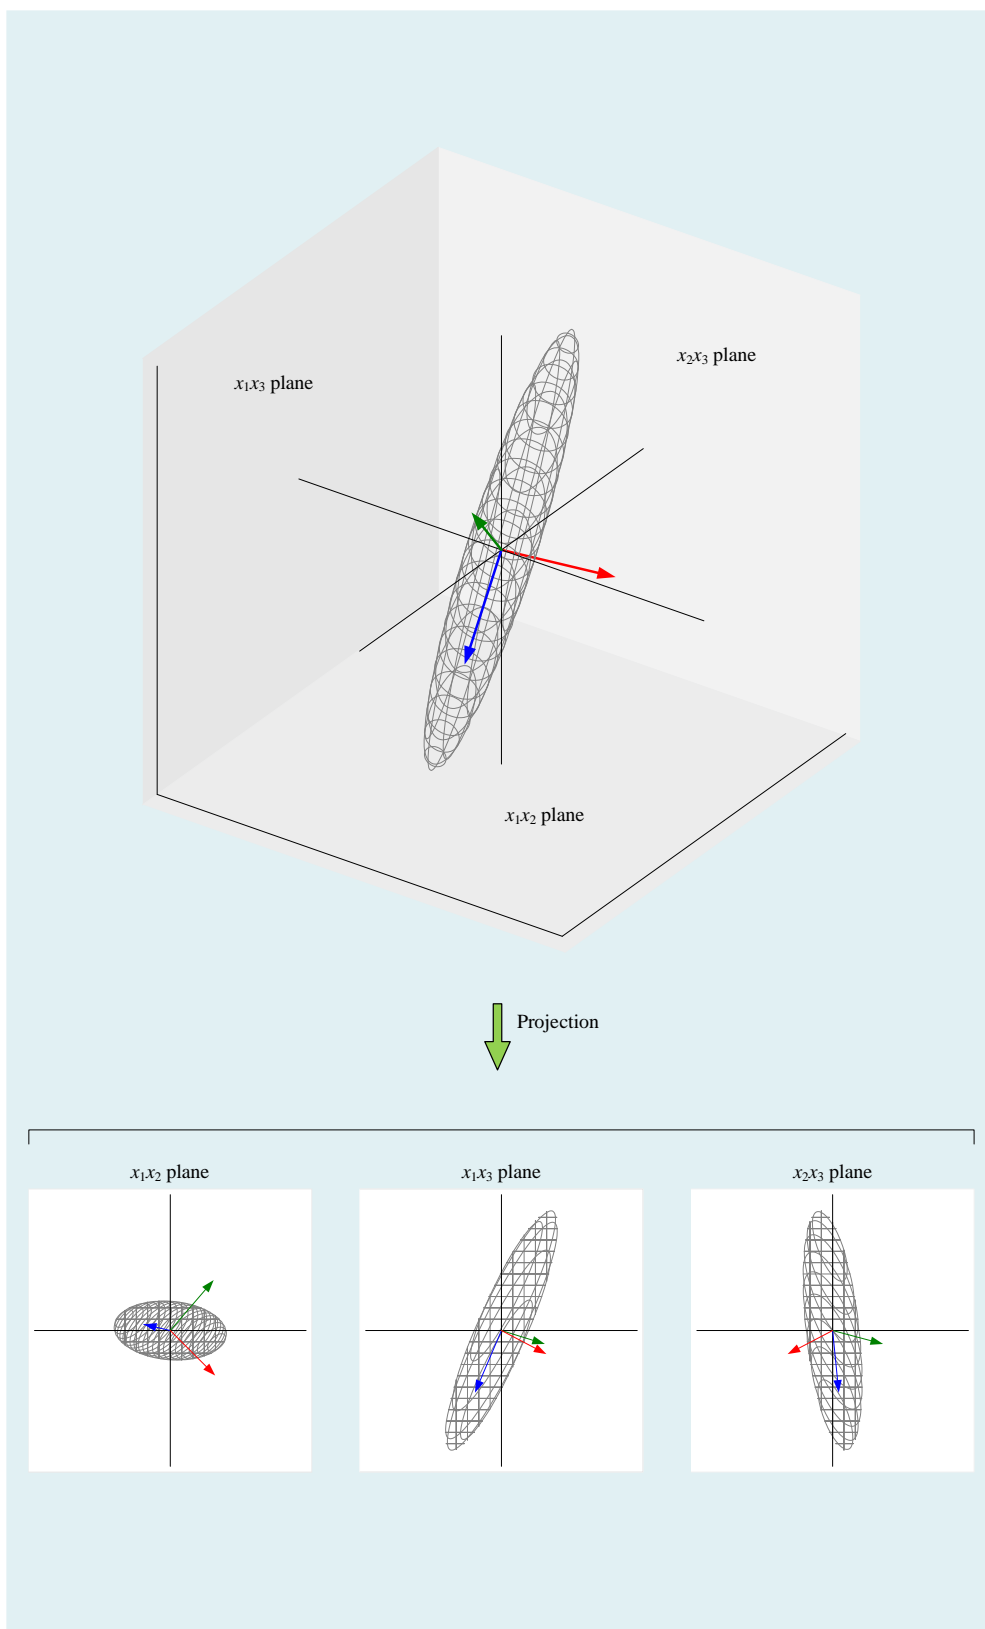 x₂x₃ plane
x₁x₃ plane
x₁x₂ plane
Projection
x₁x₂ plane
x₁x₃ plane
x₂x₃ plane